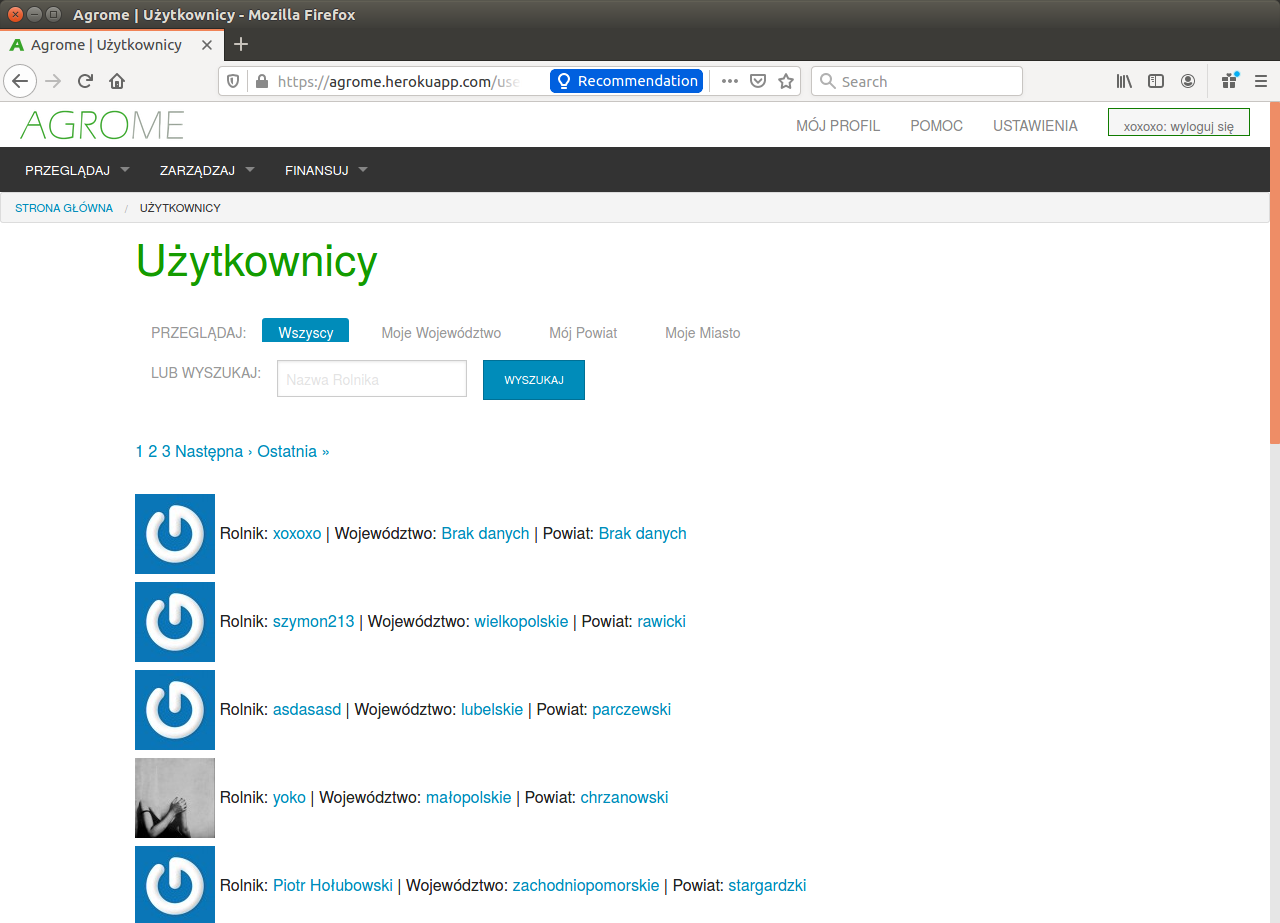 Agrome | Użytkownicy - Mozilla Firefox
Agrome | Użytkownicy
https://agrome.herokuapp.com/use Recommendation Search
AGROME MÓJ PROFIL POMOC USTAWIENIA xoxoxo: wyloguj się
PRZEGLĄDAJ ZARZĄDZAJ FINANSUJ
STRONA GŁÓWNA / UŻYTKOWNICY
Użytkownicy
PRZEGLĄDAJ: Wszyscy Moje Województwo Mój Powiat Moje Miasto
LUB WYSZUKAJ: Nazwa Rolnika WYSZUKAJ
1 2 3 Następna › Ostatnia »
Rolnik: xoxoxo | Województwo: Brak danych | Powiat: Brak danych
Rolnik: szymon213 | Województwo: wielkopolskie | Powiat: rawicki
Rolnik: asdasasd | Województwo: lubelskie | Powiat: parczewski
Rolnik: yoko | Województwo: małopolskie | Powiat: chrzanowski
Rolnik: Piotr Hołubowski | Województwo: zachodniopomorskie | Powiat: stargardzki